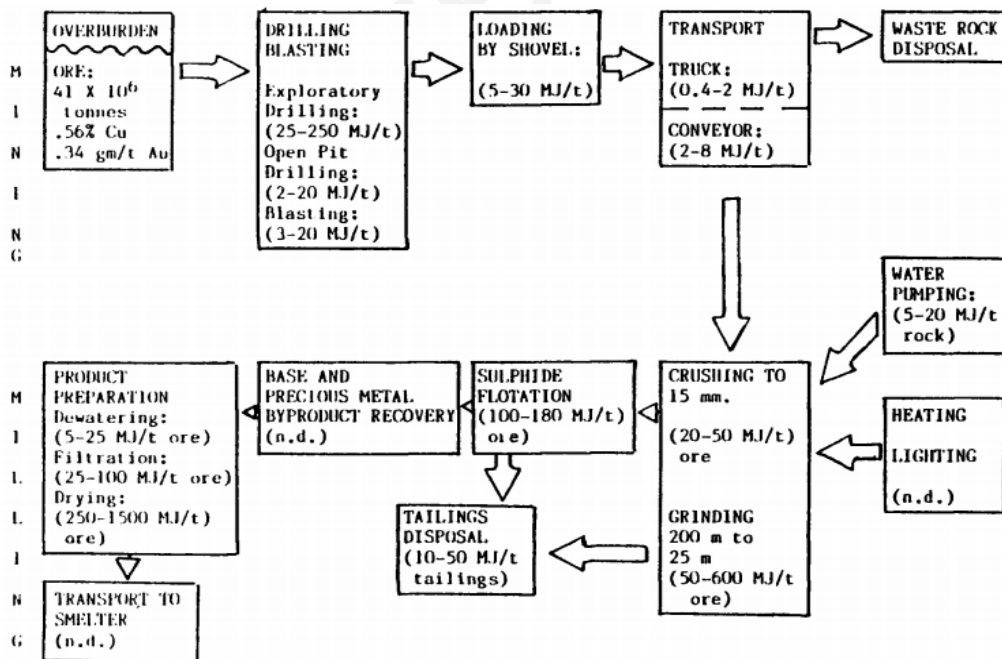 OVERBURDEN
ORE:
41 X 10⁶
tonnes
.56% Cu
.34 gm/t Au
DRILLING
BLASTING
Exploratory
Drilling:
(25-250 MJ/t)
Open Pit
Drilling:
(2-20 MJ/t)
Blasting:
(3-20 MJ/t)
LOADING
BY SHOVEL:
(5-30 MJ/t)
TRANSPORT
TRUCK:
(0.4-2 MJ/t)
CONVEYOR:
(2-8 MJ/t)
WASTE ROCK
DISPOSAL
M
I
N
I
N
G
WATER
PUMPING:
(5-20 MJ/t
rock)
HEATING
LIGHTING
(n.d.)
CRUSHING TO
15 mm.
(20-50 MJ/t)
ore
GRINDING
200 m to
25 m
(50-600 MJ/t
ore)
SULPHIDE
FLOTATION
(100-180 MJ/t)
ore)
TAILINGS
DISPOSAL
(10-50 MJ/t
tailings)
BASE AND
PRECIOUS METAL
BYPRODUCT RECOVERY
(n.d.)
PRODUCT
PREPARATION
Dewatering:
(5-25 MJ/t ore)
Filtration:
(25-100 MJ/t ore)
Drying:
(250-1500 MJ/t)
ore)
TRANSPORT TO
SMELTER
(n.d.)
M
I
L
L
I
N
G